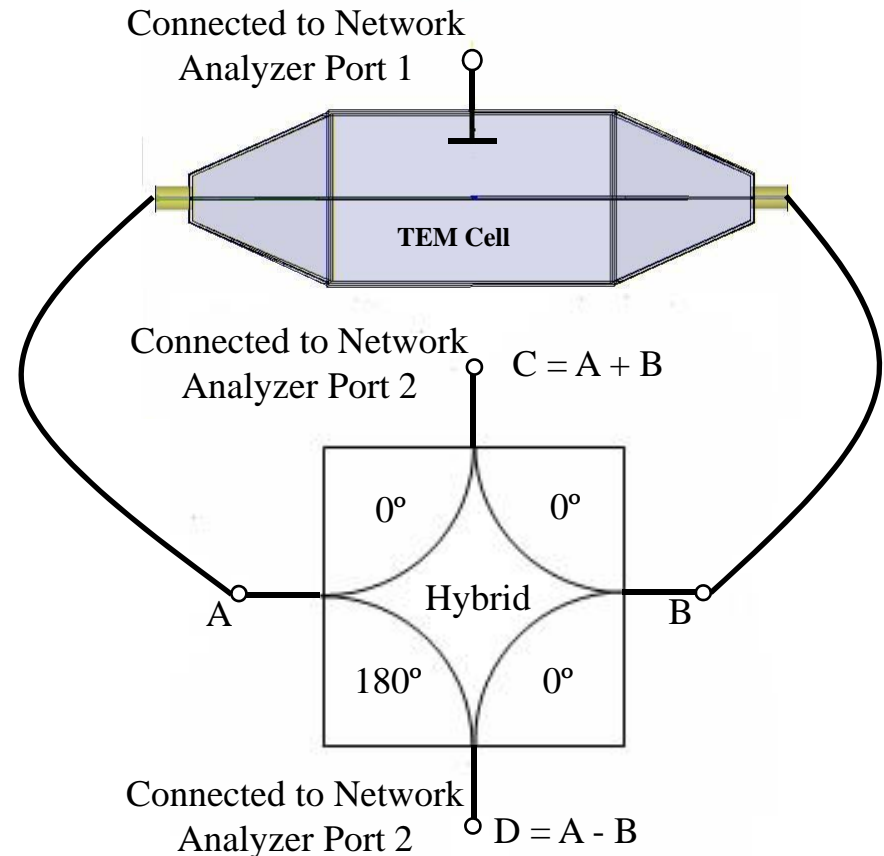 Connected to Network
Analyzer Port 1
TEM Cell
Connected to Network
Analyzer Port 2
C = A + B
0º
0º
A
Hybrid
B
180º
0º
Connected to Network
Analyzer Port 2
D = A - B